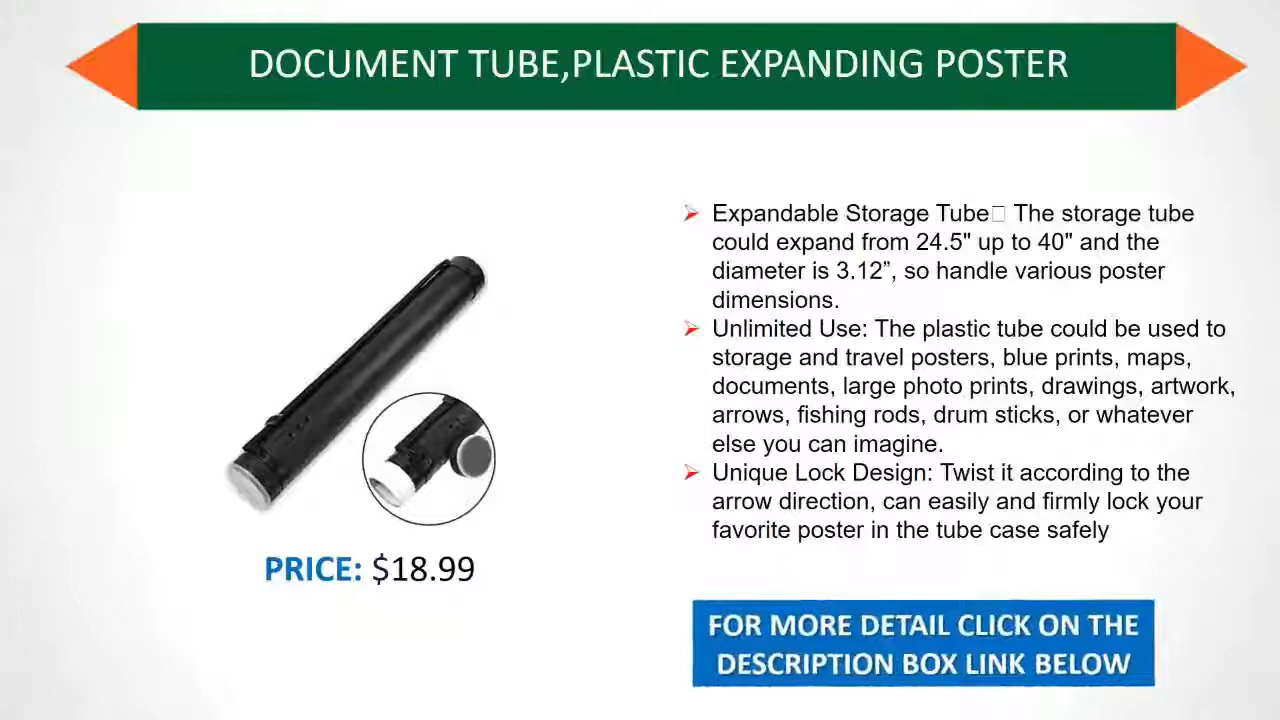 DOCUMENT TUBE,PLASTIC EXPANDING POSTER
Expandable Storage Tube□ The storage tube
could expand from 24.5" up to 40" and the
diameter is 3.12”, so handle various poster
dimensions.
Unlimited Use: The plastic tube could be used to
storage and travel posters, blue prints, maps,
documents, large photo prints, drawings, artwork,
arrows, fishing rods, drum sticks, or whatever
else you can imagine.
Unique Lock Design: Twist it according to the
arrow direction, can easily and firmly lock your
favorite poster in the tube case safely
PRICE: $18.99
FOR MORE DETAIL CLICK ON THE
DESCRIPTION BOX LINK BELOW